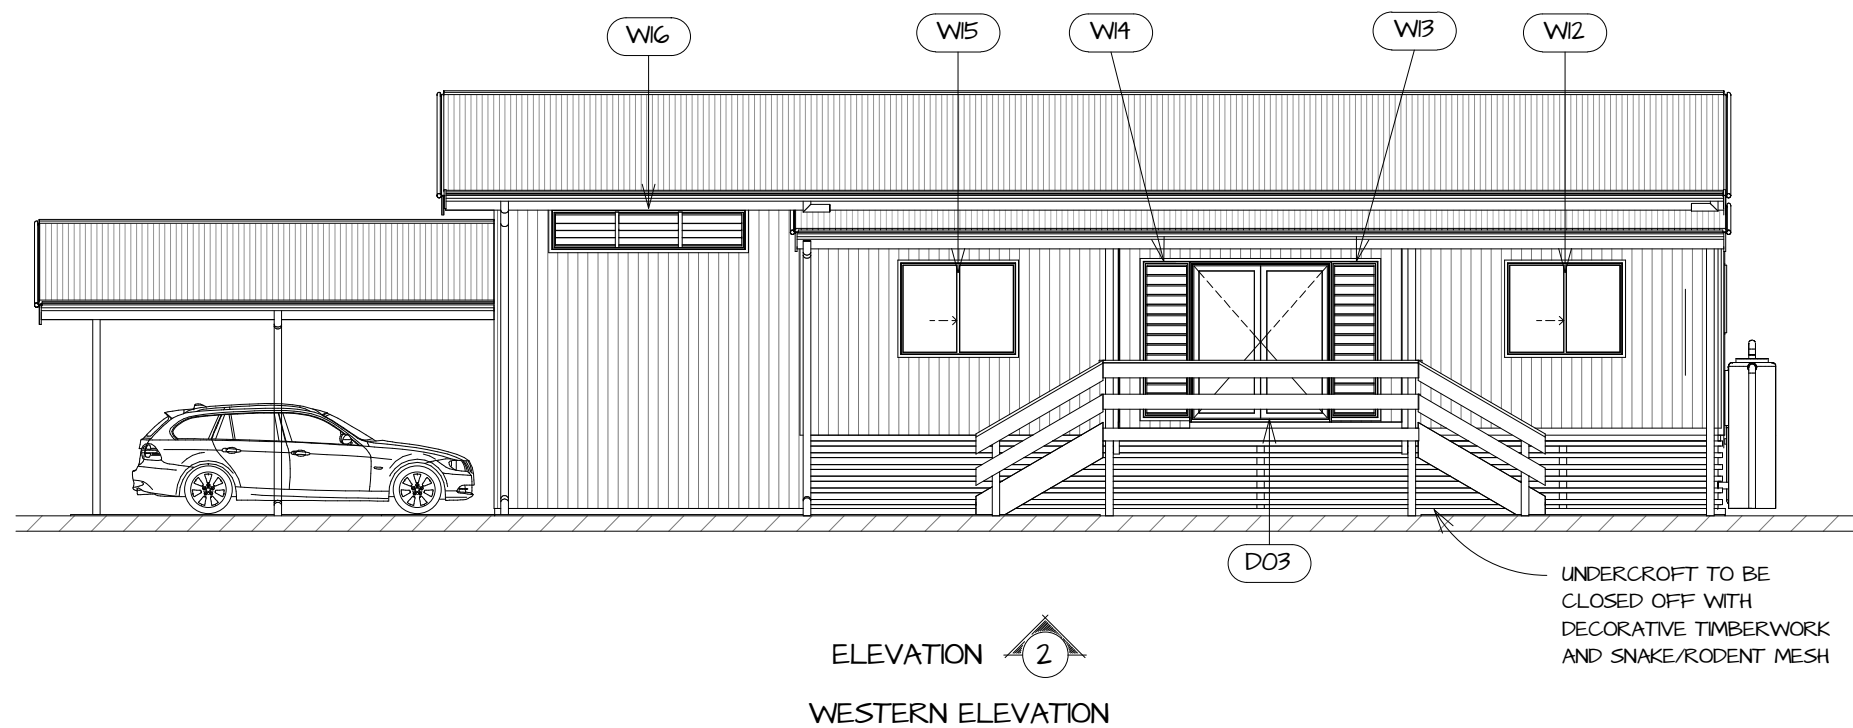 W16
W15
W14
W13
W12
D03
UNDERCROFT TO BE
CLOSED OFF WITH
DECORATIVE TIMBERWORK
AND SNAKE/RODENT MESH
ELEVATION 2
WESTERN ELEVATION